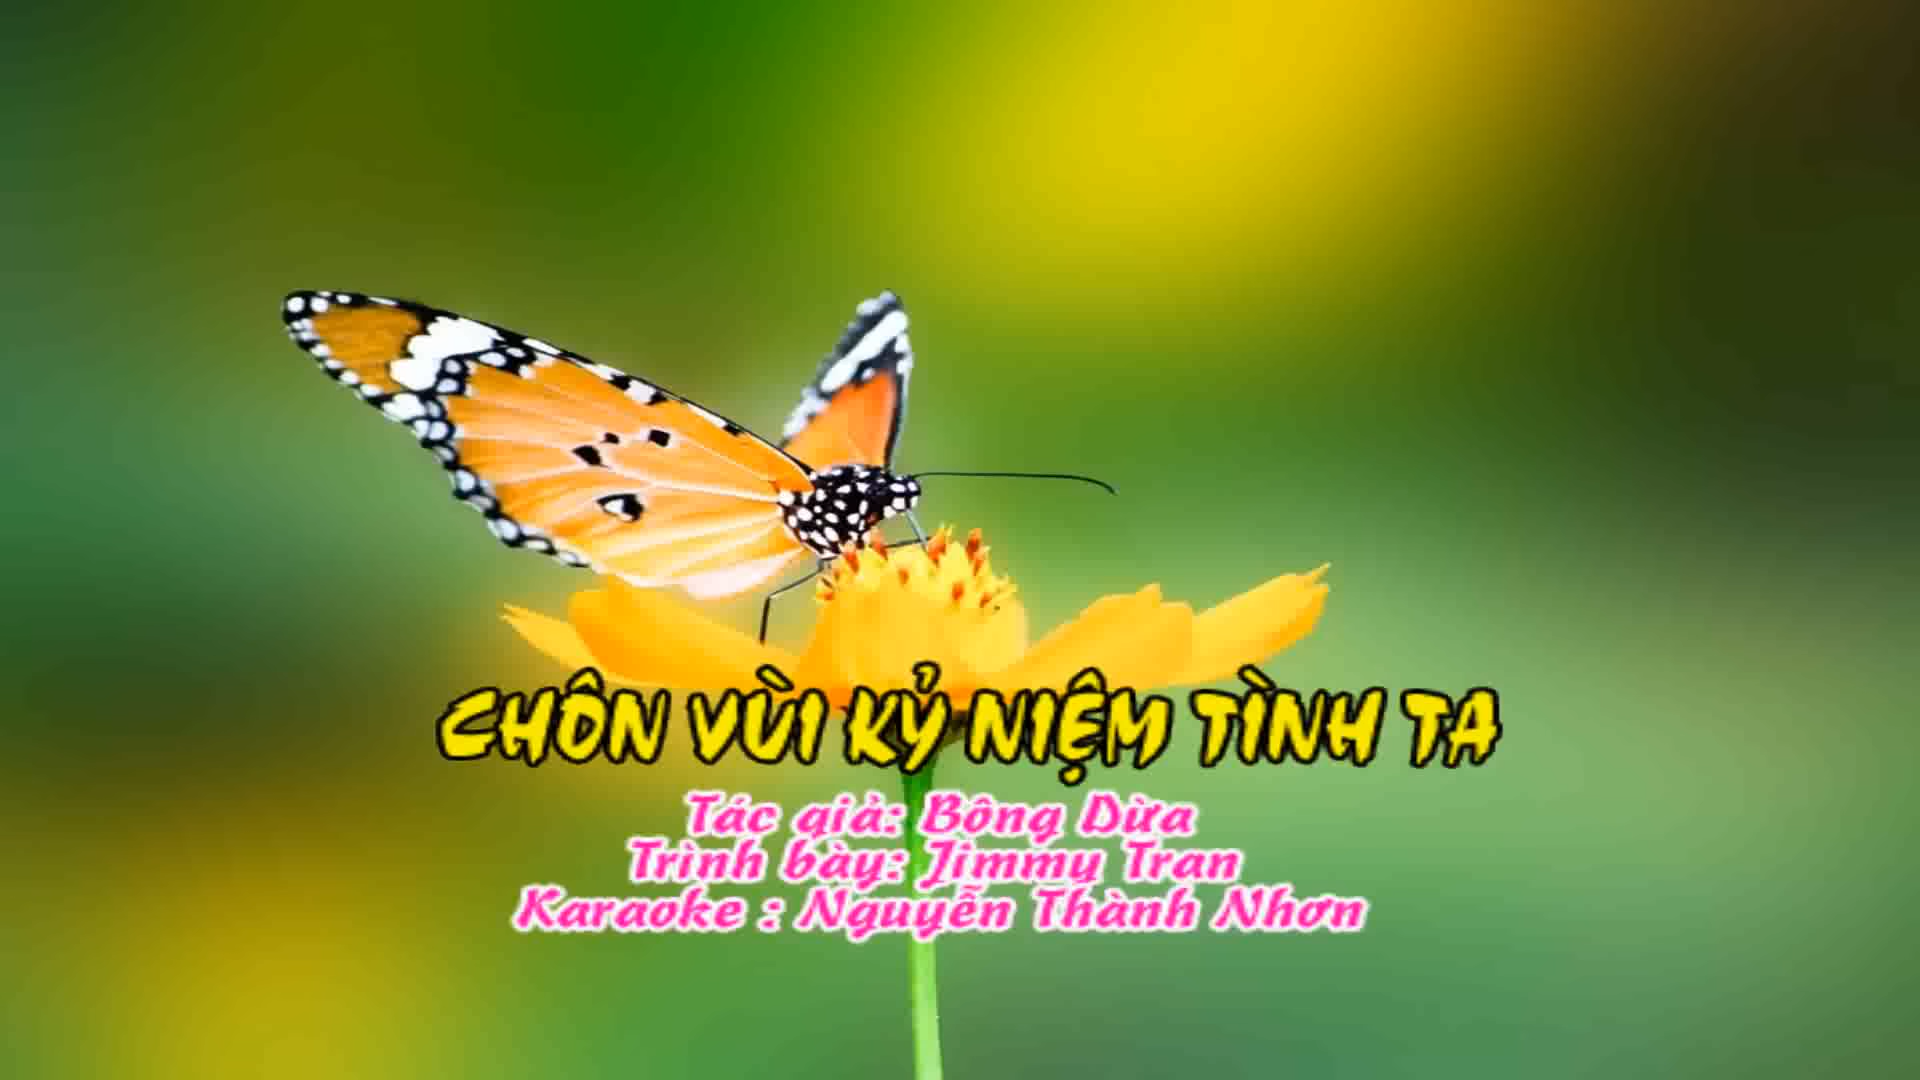 CHÔN VÙI KỶ NIỆM TÌNH TA
Tác giả: Bông Dừa
Trình bày: Jimmy Tran
Karaoke : Nguyễn Thành Nhơn